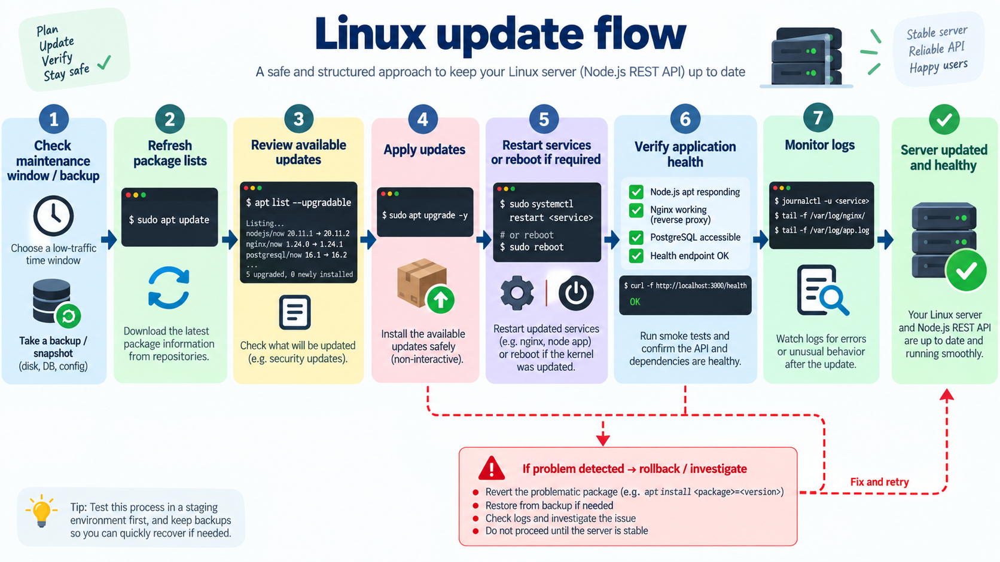 Plan
Update
Verify
Stay safe
Linux update flow
A safe and structured approach to keep your Linux server (Node.js REST API) up to date
Stable server
Reliable API
Happy users
1
Check
maintenance
window / backup
Choose a low-traffic
time window
Take a backup /
snapshot
(disk, DB, config)
2
Refresh
package lists
$ sudo apt update
Download the latest
package information
from repositories.
3
Review available
updates
$ apt list --upgradable
Listing...
nodejs/now 20.11.1 → 20.11.2
nginx/now 1.24.0 → 1.24.1
postgresql/now 16.1 → 16.2
...
5 upgraded, 0 newly installed
Check what will be updated
(e.g. security updates).
4
Apply updates
$ sudo apt upgrade -y
Install the available
updates safely
(non-interactive).
5
Restart services
or reboot if required
$ sudo systemctl
restart <service>
# or reboot
$ sudo reboot
Restart updated services
(e.g. nginx, node app)
or reboot if the kernel
was updated.
6
Verify application
health
Node.js apt responding
Nginx working
(reverse proxy)
PostgreSQL accessible
Health endpoint OK
$ curl -f http://localhost:3000/health
OK
Run smoke tests and
confirm the API and
dependencies are healthy.
7
Monitor logs
$ journalctl -u <service>
$ tail -f /var/log/nginx/
$ tail -f /var/log/app.log
Watch logs for errors
or unusual behavior
after the update.
Server updated
and healthy
Your Linux server
and Node.js REST API
are up to date and
running smoothly.
If problem detected → rollback / investigate
Revert the problematic package (e.g. apt install <package>=<version>)
Restore from backup if needed
Check logs and investigate the issue
Do not proceed until the server is stable
Fix and retry
Tip: Test this process in a staging
environment first, and keep backups
so you can quickly recover if needed.